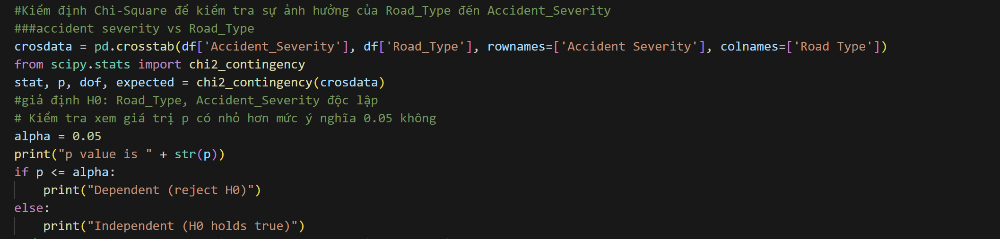 #Kiểm định Chi-Square để kiểm tra sự ảnh hưởng của Road_Type đến Accident_Severity
###accident severity vs Road_Type
crosdata = pd.crosstab(df['Accident_Severity'], df['Road_Type'], rownames=['Accident Severity'], colnames=['Road Type'])
from scipy.stats import chi2_contingency
stat, p, dof, expected = chi2_contingency(crosdata)
#giả định H0: Road_Type, Accident_Severity độc lập
# Kiểm tra xem giá trị p có nhỏ hơn mức ý nghĩa 0.05 không
alpha = 0.05
print("p value is " + str(p))
if p <= alpha:
    print("Dependent (reject H0)")
else:
    print("Independent (H0 holds true)")